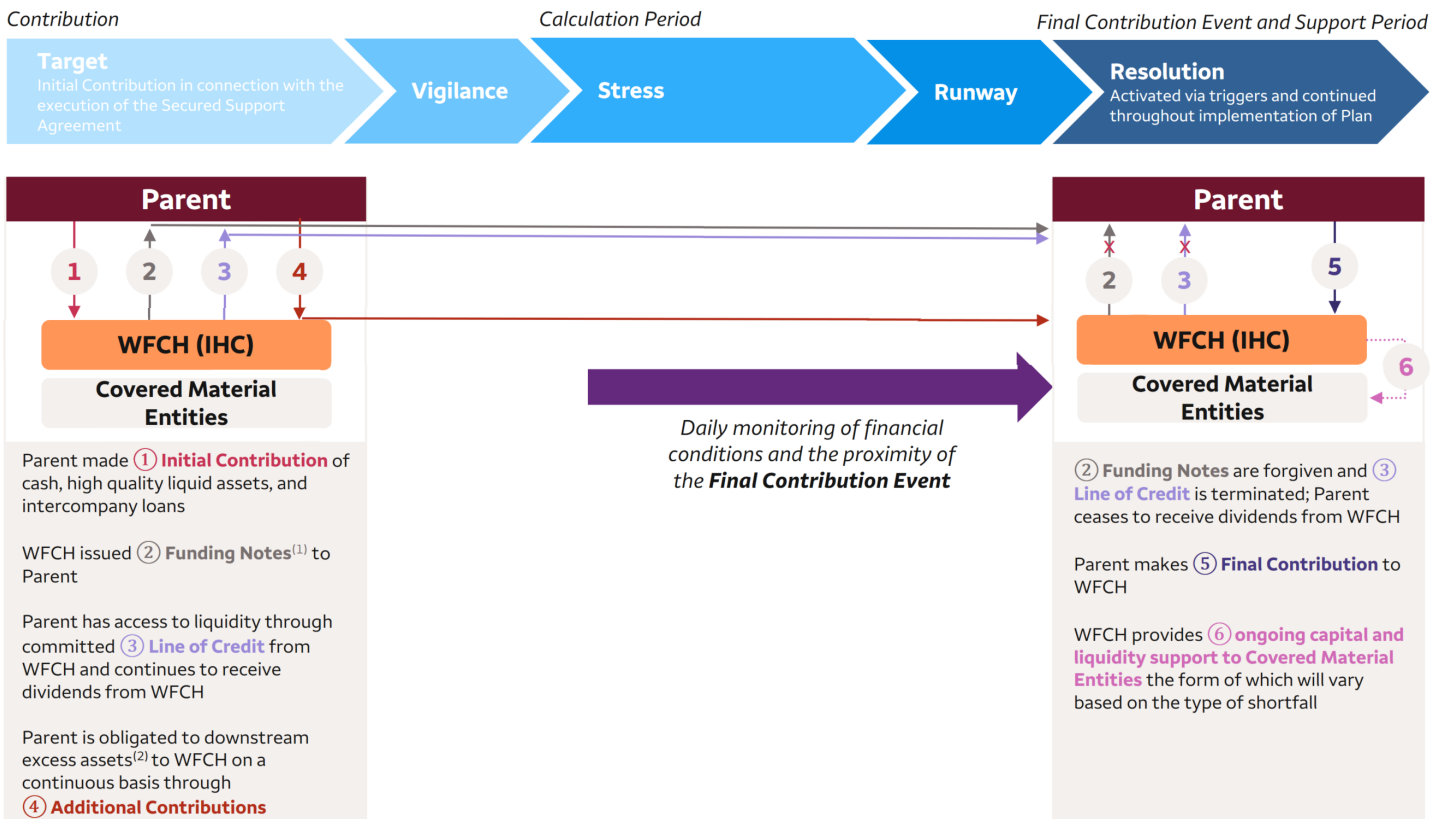 Contribution
Calculation Period
Final Contribution Event and Support Period
Target
Initial Contribution in connection with the
execution of the Secured Support
Agreement
Vigilance
Stress
Runway
Resolution
Activated via triggers and continued
throughout implementation of Plan
Parent
1
2
3
4
WFCH (IHC)
Covered Material
Entities
Parent made ① Initial Contribution of
cash, high quality liquid assets, and
intercompany loans
WFCH issued ② Funding Notes(1) to
Parent
Parent has access to liquidity through
committed ③ Line of Credit from
WFCH and continues to receive
dividends from WFCH
Parent is obligated to downstream
excess assets(2) to WFCH on a
continuous basis through
④ Additional Contributions
Daily monitoring of financial
conditions and the proximity of
the Final Contribution Event
Parent
2
3
5
WFCH (IHC)
6
Covered Material
Entities
② Funding Notes are forgiven and ③
Line of Credit is terminated; Parent
ceases to receive dividends from WFCH
Parent makes ⑤ Final Contribution to
WFCH
WFCH provides ⑥ ongoing capital and
liquidity support to Covered Material
Entities the form of which will vary
based on the type of shortfall